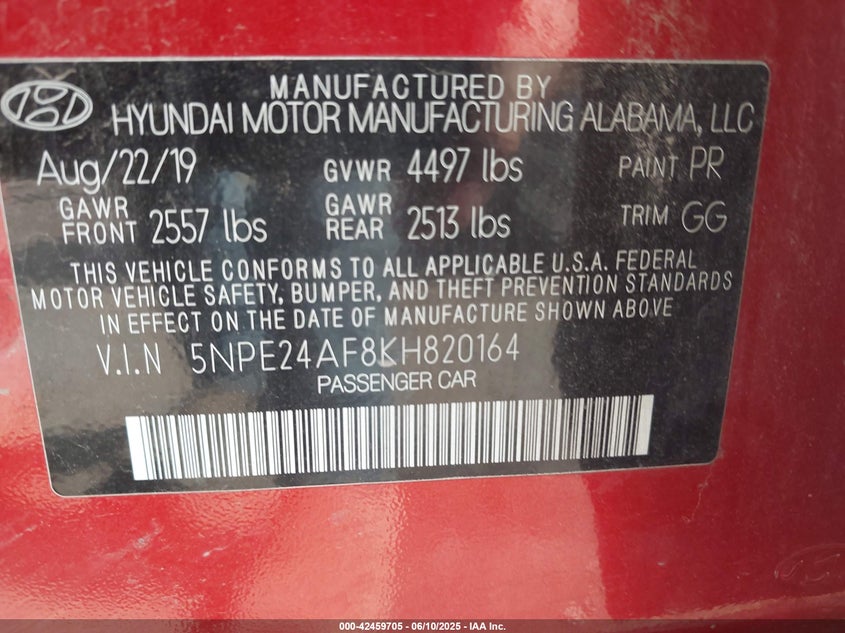 MANUFACTURED BY
HYUNDAI MOTOR MANUFACTURING ALABAMA, LLC
Aug/22/19 GVWR 4497 lbs PAINT PR
GAWR FRONT 2557 lbs GAWR REAR 2513 lbs TRIM GG
THIS VEHICLE CONFORMS TO ALL APPLICABLE U.S.A. FEDERAL
MOTOR VEHICLE SAFETY, BUMPER, AND THEFT PREVENTION STANDARDS
IN EFFECT ON THE DATE OF MANUFACTURE SHOWN ABOVE
V.I.N 5NPE24AF8KH820164
PASSENGER CAR
000-42459705 - 06/10/2025 - IAA Inc.